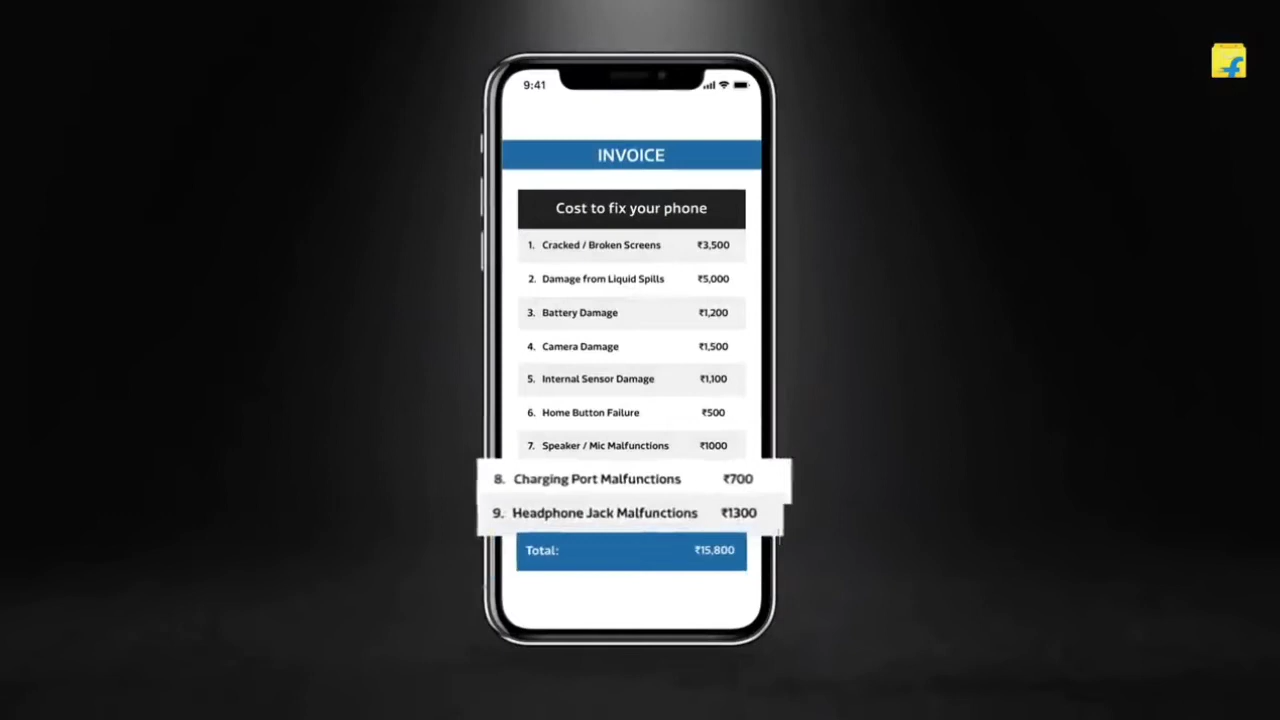 9:41
INVOICE
Cost to fix your phone
1. Cracked / Broken Screens ₹3,500
2. Damage from Liquid Spills ₹5,000
3. Battery Damage ₹1,200
4. Camera Damage ₹1,500
5. Internal Sensor Damage ₹1,100
6. Home Button Failure ₹500
7. Speaker / Mic Malfunctions ₹1000
8. Charging Port Malfunctions ₹700
9. Headphone Jack Malfunctions ₹1300
Total: ₹15,800